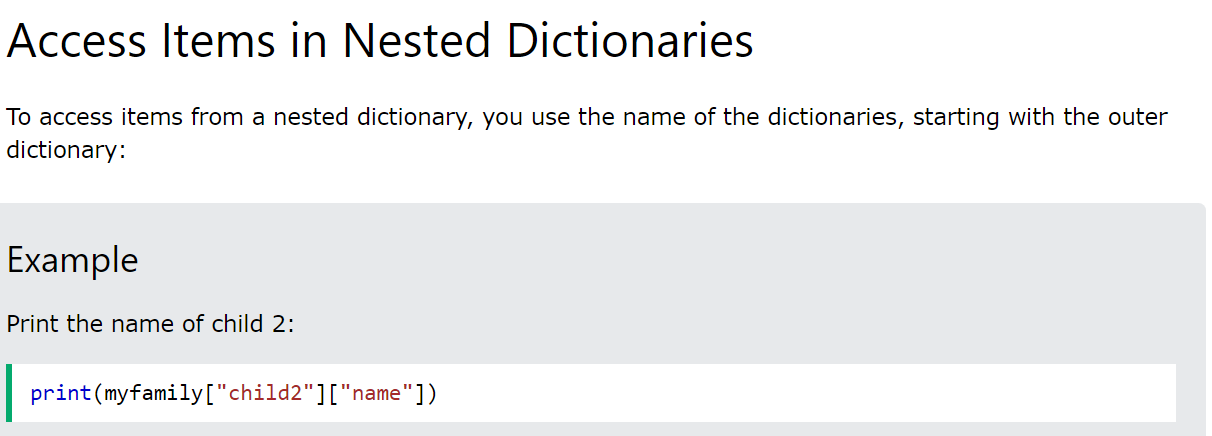 Access Items in Nested Dictionaries
To access items from a nested dictionary, you use the name of the dictionaries, starting with the outer
dictionary:
Example
Print the name of child 2:
print(myfamily["child2"]["name"])